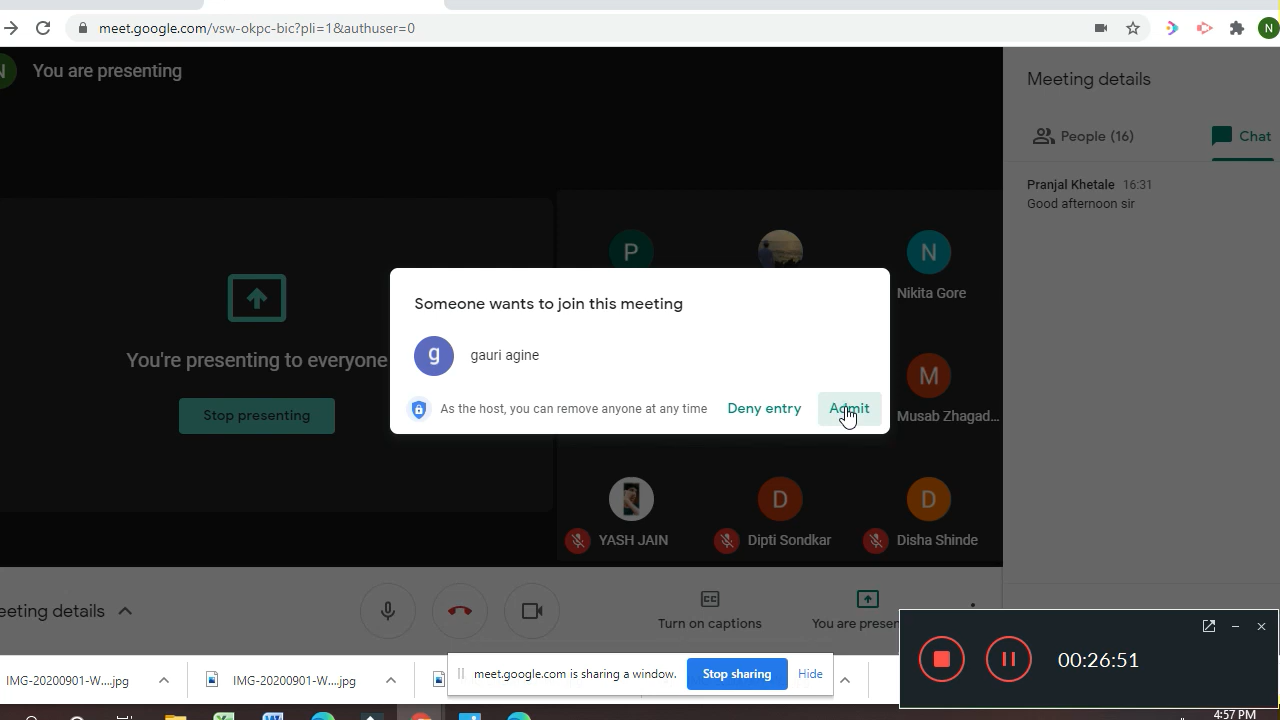 meet.google.com/vsw-okpc-bic?pli=1&authuser=0
N
You are presenting
Meeting details
People (16)
Chat
Pranjal Khetale 16:31
Good afternoon sir
P
N
Nikita Gore
Someone wants to join this meeting
g
gauri agine
You're presenting to everyone
Stop presenting
As the host, you can remove anyone at any time
Deny entry
Admit
M
Musab Zhagad...
D
D
YASH JAIN
Dipti Sondkar
Disha Shinde
eeting details
CC
Turn on captions
You are presen
00:26:51
IMG-20200901-W....jpg
IMG-20200901-W....jpg
meet.google.com is sharing a window.
Stop sharing
Hide
4:57 PM